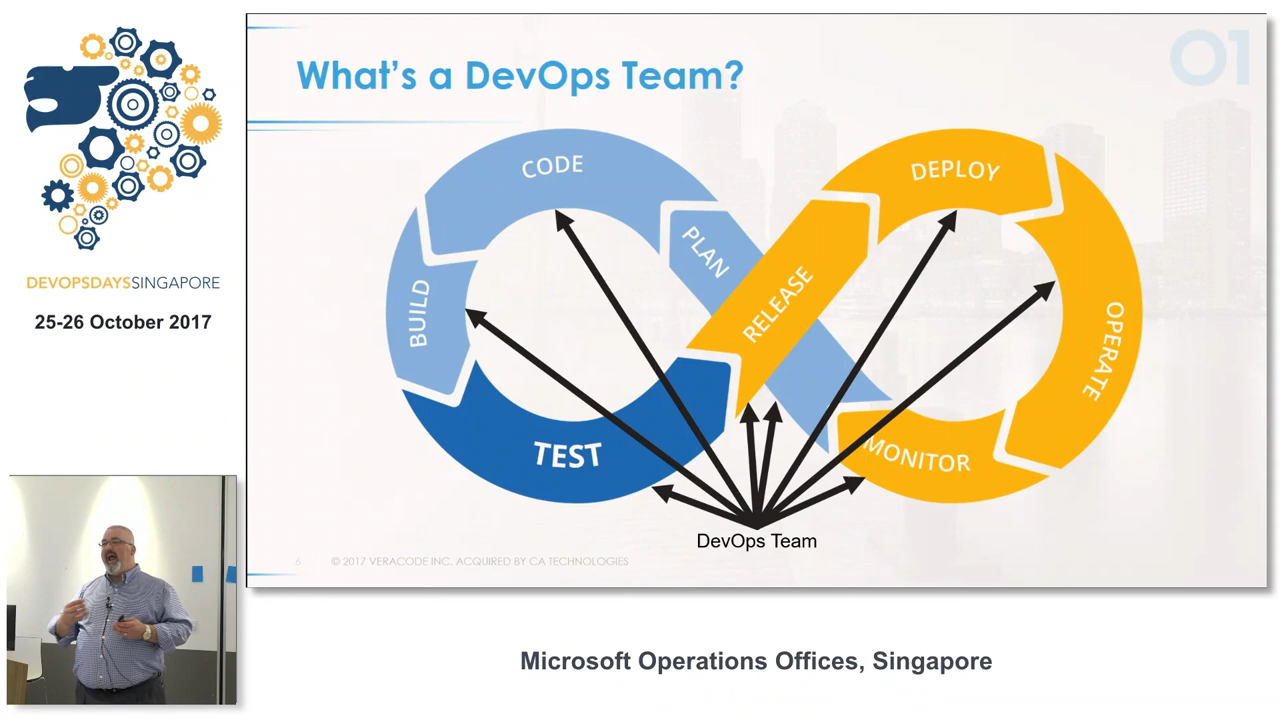 What's a DevOps Team?
01
CODE
DEPLOY
PLAN
BUILD
RELEASE
OPERATE
TEST
MONITOR
DevOps Team
6 © 2017 VERACODE INC. ACQUIRED BY CA TECHNOLOGIES
DEVOPSDAYSSINGAPORE
25-26 October 2017
Microsoft Operations Offices, Singapore